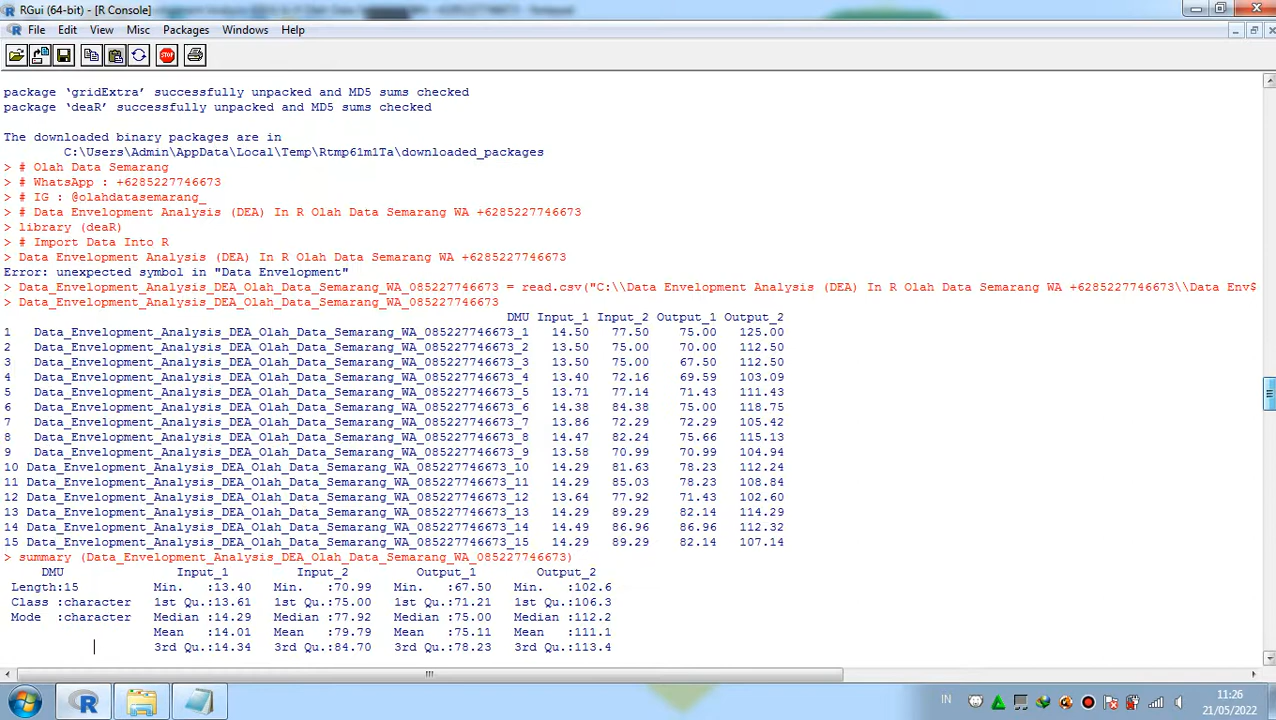 RGui (64-bit) - [R Console]
File Edit View Misc Packages Windows Help
STOP
package ‘gridExtra’ successfully unpacked and MD5 sums checked
package ‘deaR’ successfully unpacked and MD5 sums checked
The downloaded binary packages are in
C:\Users\Admin\AppData\Local\Temp\Rtmp61m1Ta\downloaded_packages
> # Olah Data Semarang
> # WhatsApp : +6285227746673
> # IG : @olahdatasemarang_
> # Data Envelopment Analysis (DEA) In R Olah Data Semarang WA +6285227746673
> library (deaR)
> # Import Data Into R
> Data Envelopment Analysis (DEA) In R Olah Data Semarang WA +6285227746673
Error: unexpected symbol in "Data Envelopment"
> Data_Envelopment_Analysis_DEA_Olah_Data_Semarang_WA_085227746673 = read.csv("C:\\Data Envelopment Analysis (DEA) In R Olah Data Semarang WA +6285227746673\\Data Env$
> Data_Envelopment_Analysis_DEA_Olah_Data_Semarang_WA_085227746673
DMU Input_1 Input_2 Output_1 Output_2
1 Data_Envelopment_Analysis_DEA_Olah_Data_Semarang_WA_085227746673_1 14.50 77.50 75.00 125.00
2 Data_Envelopment_Analysis_DEA_Olah_Data_Semarang_WA_085227746673_2 13.50 75.00 70.00 112.50
3 Data_Envelopment_Analysis_DEA_Olah_Data_Semarang_WA_085227746673_3 13.50 75.00 67.50 112.50
4 Data_Envelopment_Analysis_DEA_Olah_Data_Semarang_WA_085227746673_4 13.40 72.16 69.59 103.09
5 Data_Envelopment_Analysis_DEA_Olah_Data_Semarang_WA_085227746673_5 13.71 77.14 71.43 111.43
6 Data_Envelopment_Analysis_DEA_Olah_Data_Semarang_WA_085227746673_6 14.38 84.38 75.00 118.75
7 Data_Envelopment_Analysis_DEA_Olah_Data_Semarang_WA_085227746673_7 13.86 72.29 72.29 105.42
8 Data_Envelopment_Analysis_DEA_Olah_Data_Semarang_WA_085227746673_8 14.47 82.24 75.66 115.13
9 Data_Envelopment_Analysis_DEA_Olah_Data_Semarang_WA_085227746673_9 13.58 70.99 70.99 104.94
10 Data_Envelopment_Analysis_DEA_Olah_Data_Semarang_WA_085227746673_10 14.29 81.63 78.23 112.24
11 Data_Envelopment_Analysis_DEA_Olah_Data_Semarang_WA_085227746673_11 14.29 85.03 78.23 108.84
12 Data_Envelopment_Analysis_DEA_Olah_Data_Semarang_WA_085227746673_12 13.64 77.92 71.43 102.60
13 Data_Envelopment_Analysis_DEA_Olah_Data_Semarang_WA_085227746673_13 14.29 89.29 82.14 114.29
14 Data_Envelopment_Analysis_DEA_Olah_Data_Semarang_WA_085227746673_14 14.49 86.96 86.96 112.32
15 Data_Envelopment_Analysis_DEA_Olah_Data_Semarang_WA_085227746673_15 14.29 89.29 82.14 107.14
> summary (Data_Envelopment_Analysis_DEA_Olah_Data_Semarang_WA_085227746673)
DMU Input_1 Input_2 Output_1 Output_2
Length:15 Min. :13.40 Min. :70.99 Min. :67.50 Min. :102.6
Class :character 1st Qu.:13.61 1st Qu.:75.00 1st Qu.:71.21 1st Qu.:106.3
Mode :character Median :14.29 Median :77.92 Median :75.00 Median :112.2
Mean :14.01 Mean :79.79 Mean :75.11 Mean :111.1
3rd Qu.:14.34 3rd Qu.:84.70 3rd Qu.:78.23 3rd Qu.:113.4
IN
11:26
21/05/2022